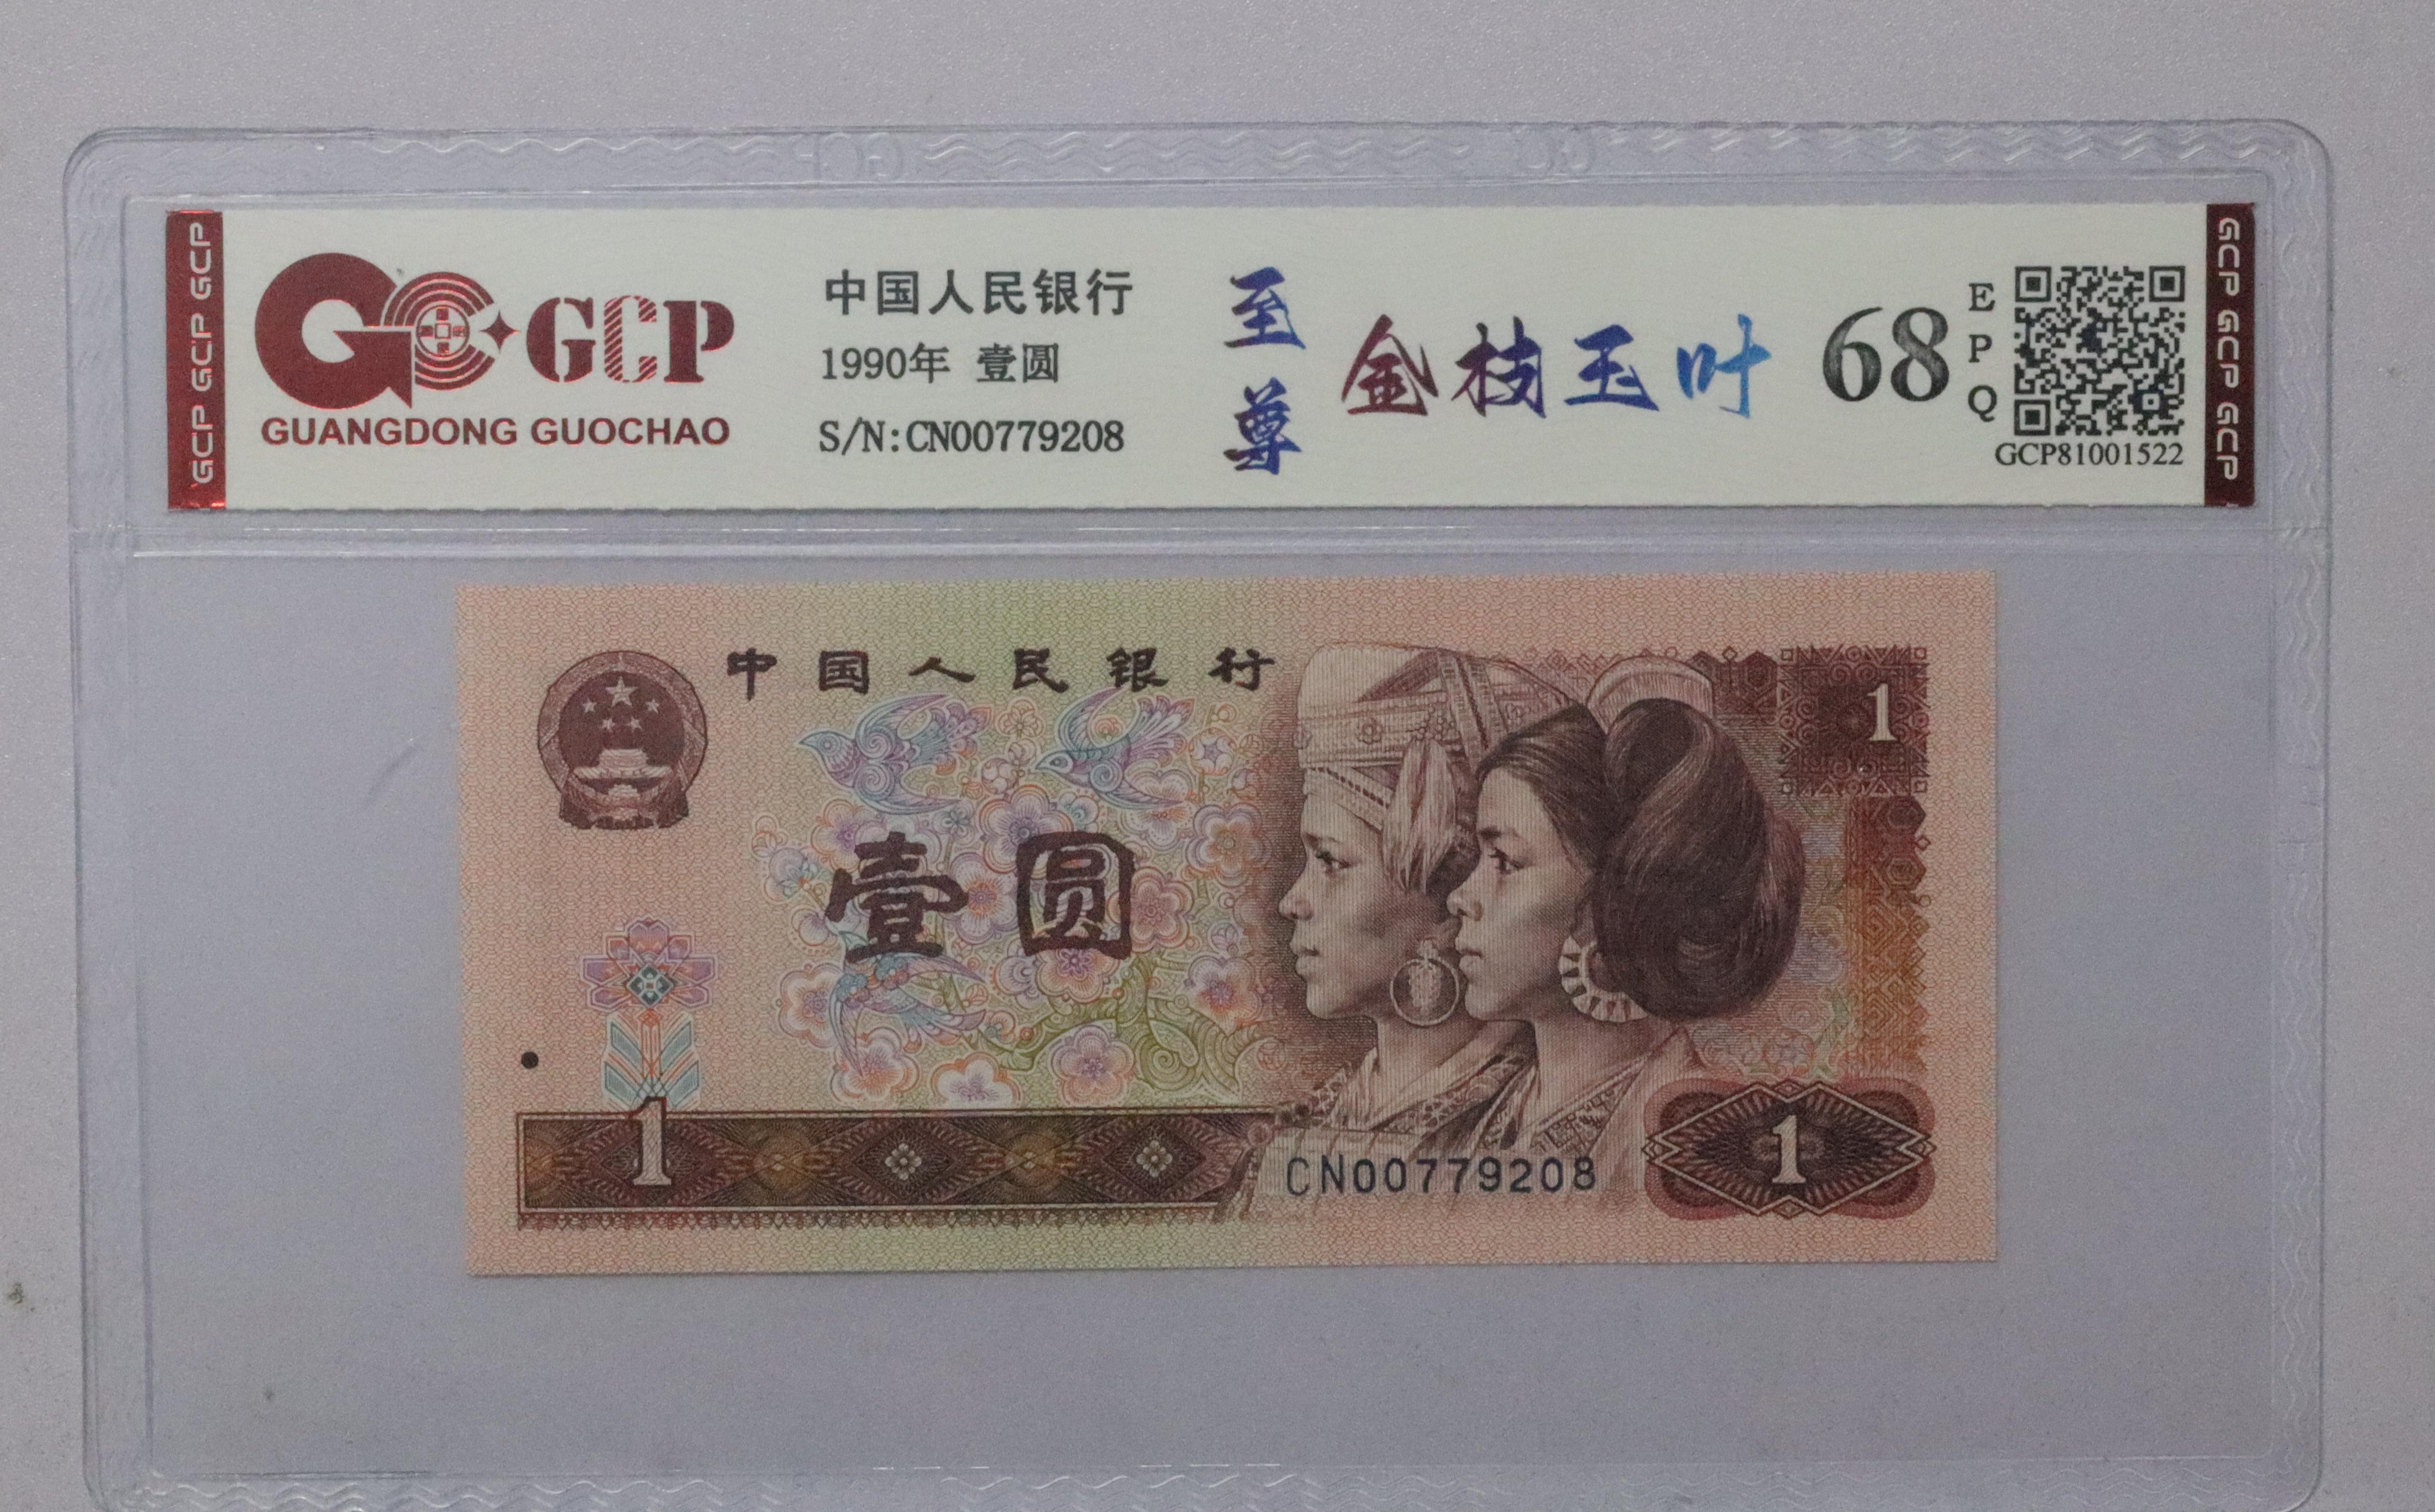 GCP GCP GCP
GCP
GUANGDONG GUOCHAO
中国人民银行
1990年 壹圆
S/N:CN00779208
至尊
金枝玉叶
68
EPQ
GCP81001522
GCP GCP GCP
中国人民银行
1
壹圆
1
CN00779208
1